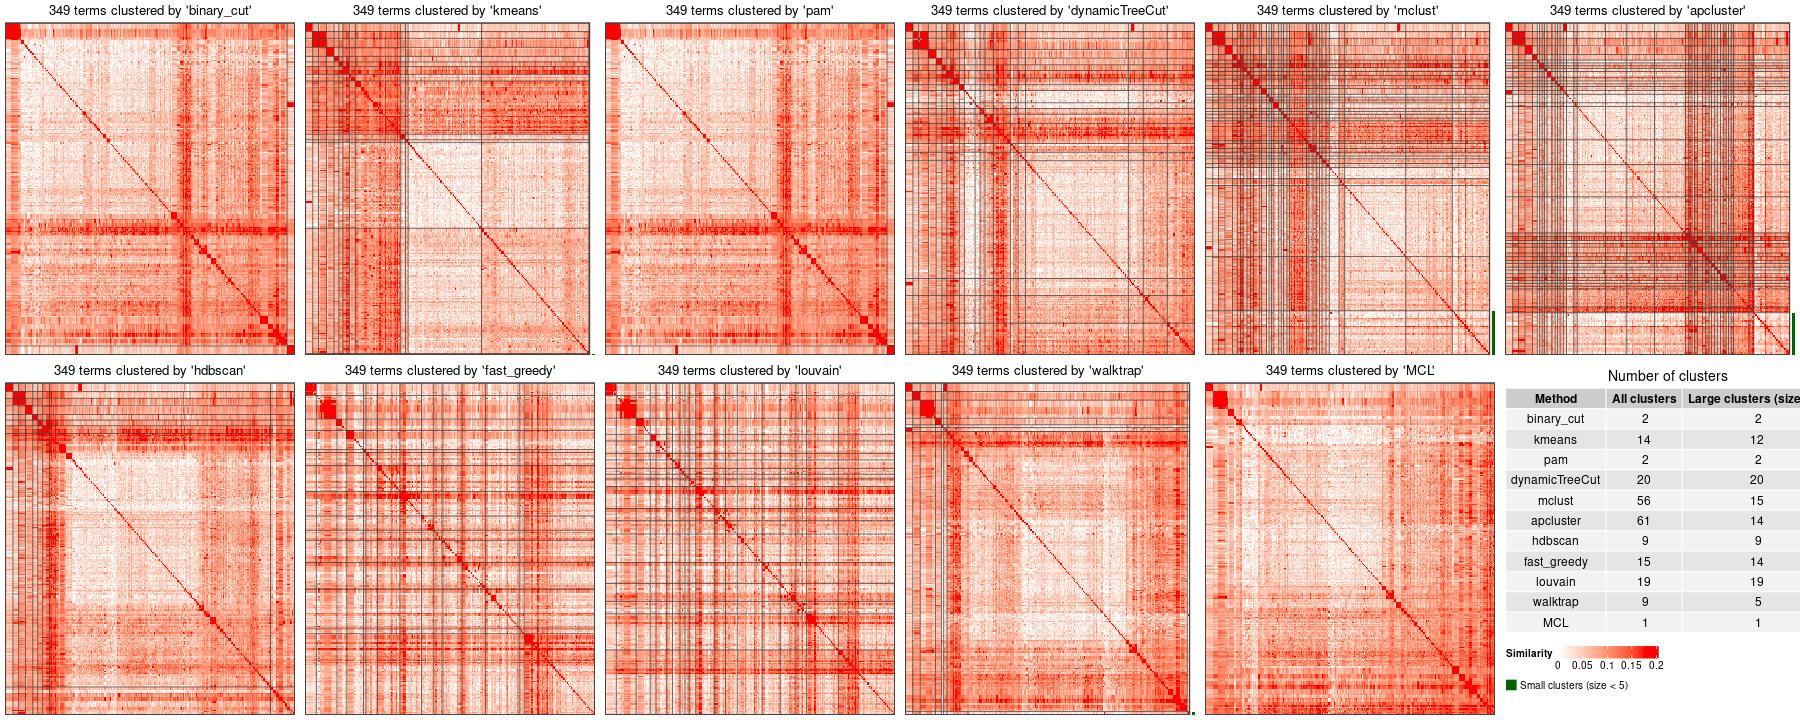 349 terms clustered by 'binary_cut'
349 terms clustered by 'kmeans'
349 terms clustered by 'pam'
349 terms clustered by 'dynamicTreeCut'
349 terms clustered by 'mclust'
349 terms clustered by 'apcluster'
349 terms clustered by 'hdbscan'
349 terms clustered by 'fast_greedy'
349 terms clustered by 'louvain'
349 terms clustered by 'walktrap'
349 terms clustered by 'MCL'
Number of clusters
Method All clusters Large clusters (size
binary_cut 2 2
kmeans 14 12
pam 2 2
dynamicTreeCut 20 20
mclust 56 15
apcluster 61 14
hdbscan 9 9
fast_greedy 15 14
louvain 19 19
walktrap 9 5
MCL 1 1
Similarity
0 0.05 0.1 0.15 0.2
Small clusters (size < 5)